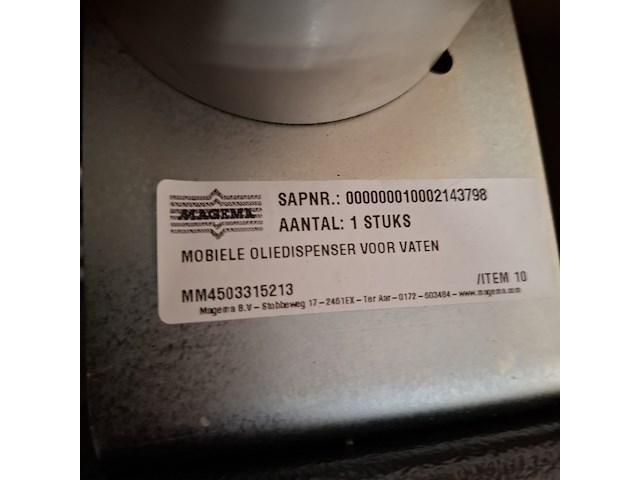 MAGEMA
SAPNR.: 000000010002143798
AANTAL: 1 STUKS
MOBIELE OLIEDISPENSER VOOR VATEN
MM4503315213
/ITEM 10
Magema B.V – Stobbeweg 17 – 2461EX – Ter Aar – 0172 – 603484 – www.magema.com